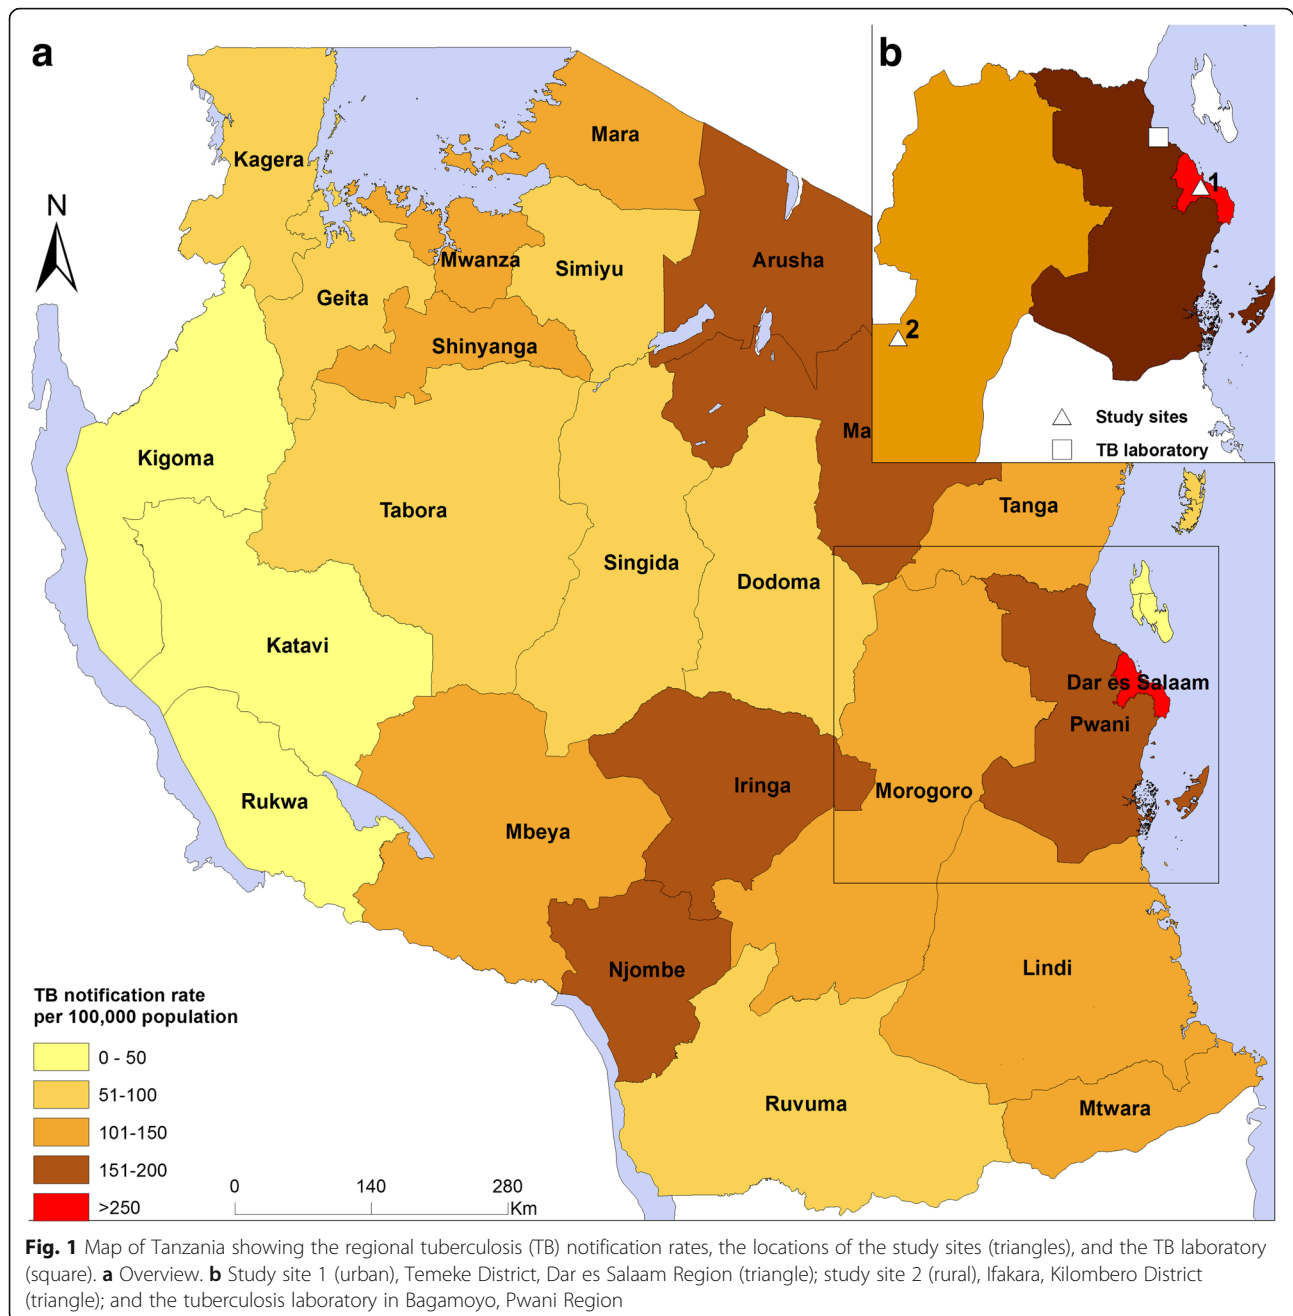 a
b
N
Kagera
Mara
Mwanza
Simiyu
Arusha
Geita
Shinyanga
Kigoma
Ma
Tabora
Tanga
Singida
Dodoma
Katavi
Dar es Salaam
Pwani
Rukwa
Iringa
Morogoro
Mbeya
Njombe
Lindi
Ruvuma
Mtwara
1
2
Study sites
TB laboratory
TB notification rate
per 100,000 population
0 - 50
51-100
101-150
151-200
>250
0 140 280
Km
Fig. 1 Map of Tanzania showing the regional tuberculosis (TB) notification rates, the locations of the study sites (triangles), and the TB laboratory
(square). a Overview. b Study site 1 (urban), Temeke District, Dar es Salaam Region (triangle); study site 2 (rural), Ifakara, Kilombero District
(triangle); and the tuberculosis laboratory in Bagamoyo, Pwani Region